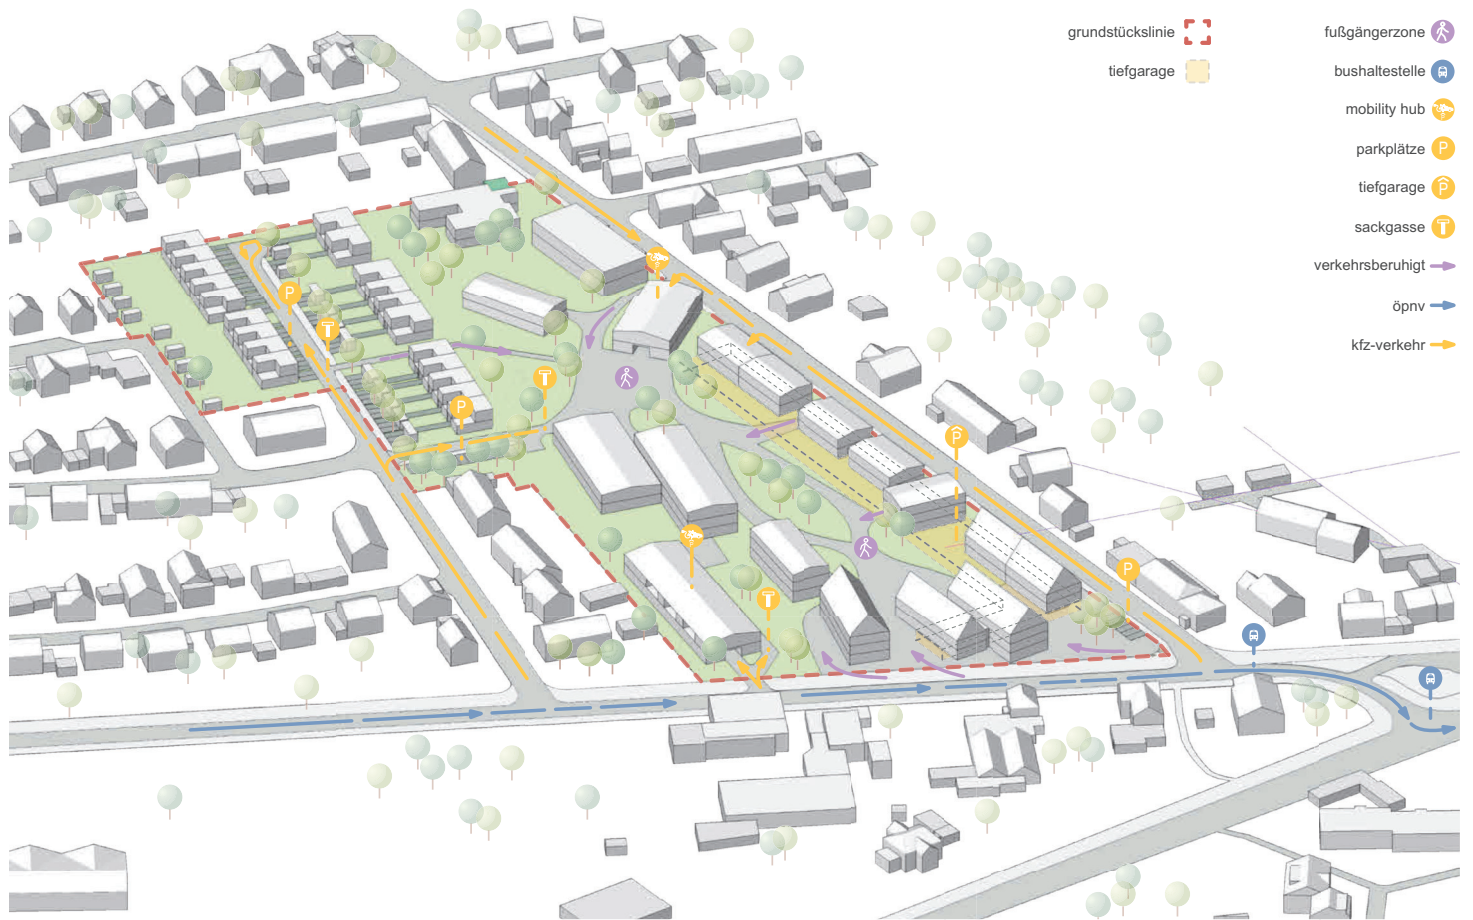 grundstückslinie
tiefgarage
fußgängerzone
bushaltestelle
mobility hub
parkplätze
P
tiefgarage
P
sackgasse
verkehrsberuhigt
öpnv
kfz-verkehr
P
P
P
P